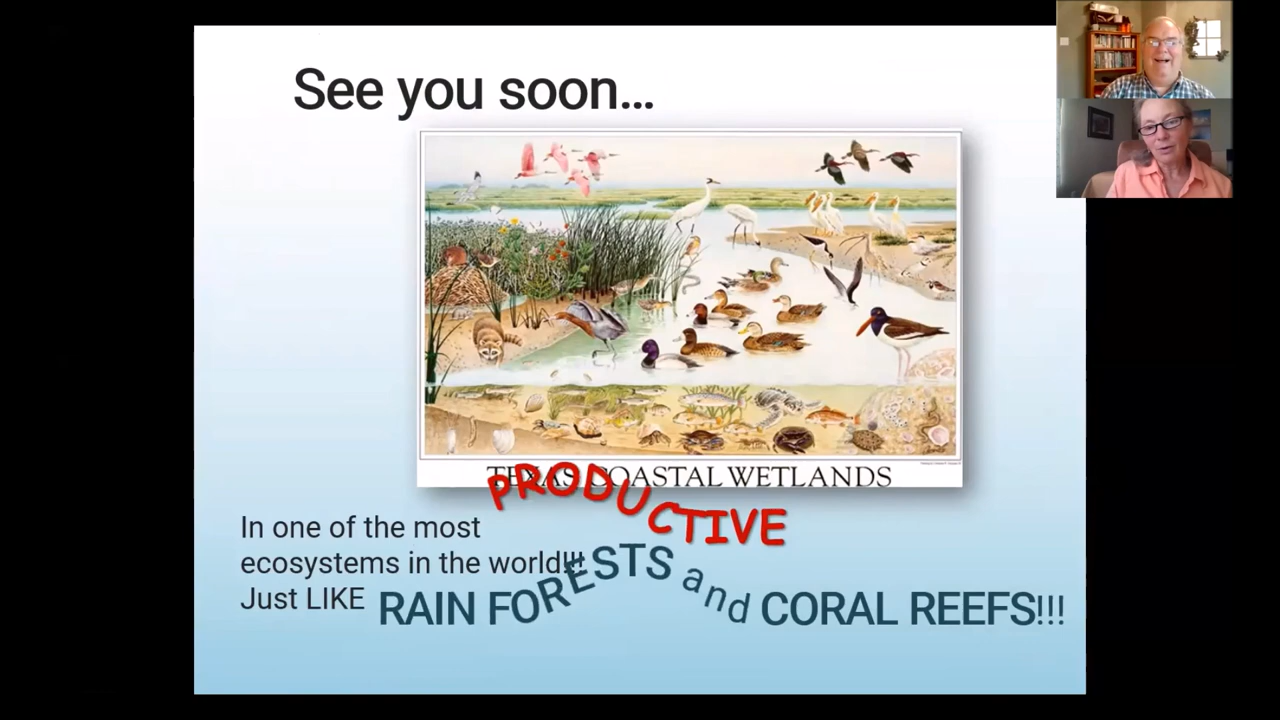 See you soon...
TEXAS COASTAL WETLANDS
In one of the most PRODUCTIVE
ecosystems in the world!!!
Just LIKE RAIN FORESTS and CORAL REEFS!!!